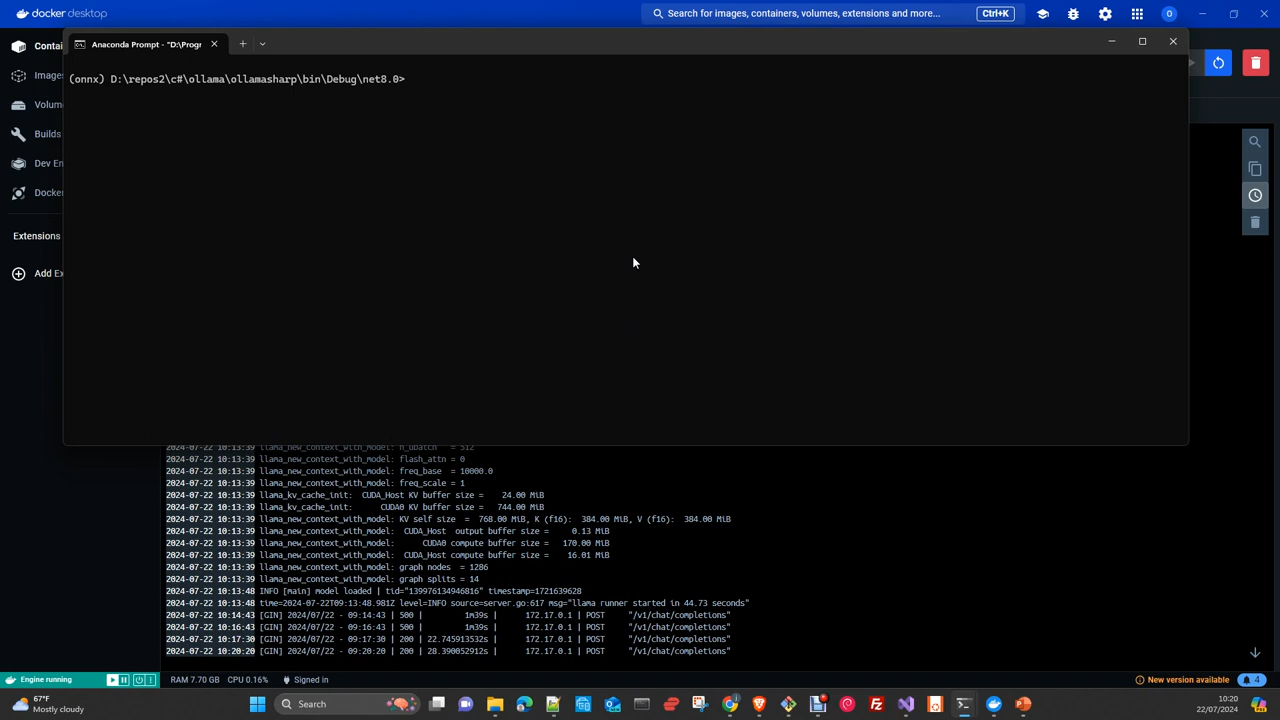 docker desktop
Search for images, containers, volumes, extensions and more...
Ctrl+K
Contai
Images
Volum
Builds
Dev En
Docker
Extensions
Add Ex
Anaconda Prompt - "D:\Progr
(onnx) D:\repos2\c#\ollama\ollamasharp\bin\Debug\net8.0>
2024-07-22 10:13:39 llama_new_context_with_model: n_ubatch = 512
2024-07-22 10:13:39 llama_new_context_with_model: flash_attn = 0
2024-07-22 10:13:39 llama_new_context_with_model: freq_base = 10000.0
2024-07-22 10:13:39 llama_new_context_with_model: freq_scale = 1
2024-07-22 10:13:39 llama_kv_cache_init: CUDA_Host KV buffer size = 24.00 MiB
2024-07-22 10:13:39 llama_kv_cache_init: CUDA0 KV buffer size = 744.00 MiB
2024-07-22 10:13:39 llama_new_context_with_model: KV self size = 768.00 MiB, K (f16): 384.00 MiB, V (f16): 384.00 MiB
2024-07-22 10:13:39 llama_new_context_with_model: CUDA_Host output buffer size = 0.13 MiB
2024-07-22 10:13:39 llama_new_context_with_model: CUDA0 compute buffer size = 170.00 MiB
2024-07-22 10:13:39 llama_new_context_with_model: CUDA_Host compute buffer size = 16.01 MiB
2024-07-22 10:13:39 llama_new_context_with_model: graph nodes = 1286
2024-07-22 10:13:39 llama_new_context_with_model: graph splits = 14
2024-07-22 10:13:48 INFO [main] model loaded | tid="139976134946816" timestamp=1721639628
2024-07-22 10:13:48 time=2024-07-22T09:13:48.981Z level=INFO source=server.go:617 msg="llama runner started in 44.73 seconds"
2024-07-22 10:14:43 [GIN] 2024/07/22 - 09:14:43 | 500 | 1m39s | 172.17.0.1 | POST "/v1/chat/completions"
2024-07-22 10:16:43 [GIN] 2024/07/22 - 09:16:43 | 500 | 1m39s | 172.17.0.1 | POST "/v1/chat/completions"
2024-07-22 10:17:30 [GIN] 2024/07/22 - 09:17:30 | 200 | 22.745913532s | 172.17.0.1 | POST "/v1/chat/completions"
2024-07-22 10:20:20 [GIN] 2024/07/22 - 09:20:20 | 200 | 28.390052912s | 172.17.0.1 | POST "/v1/chat/completions"
Engine running
RAM 7.70 GB CPU 0.16% Signed in
New version available
4
67°F
Mostly cloudy
Search
10:20
22/07/2024